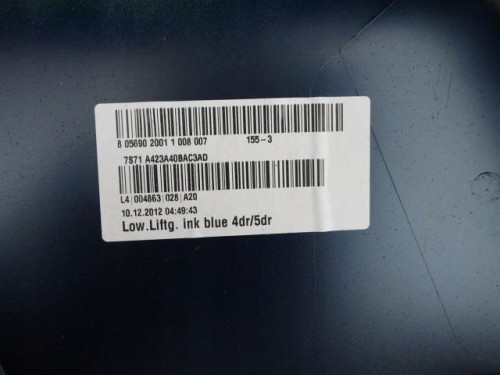 8 05690 2001 1 008 007 155-3
7S71 A423A40BAC3AD
L4 004863 028 A20
10.12.2012 04:49:43
Low.Liftg. ink blue 4dr/5dr